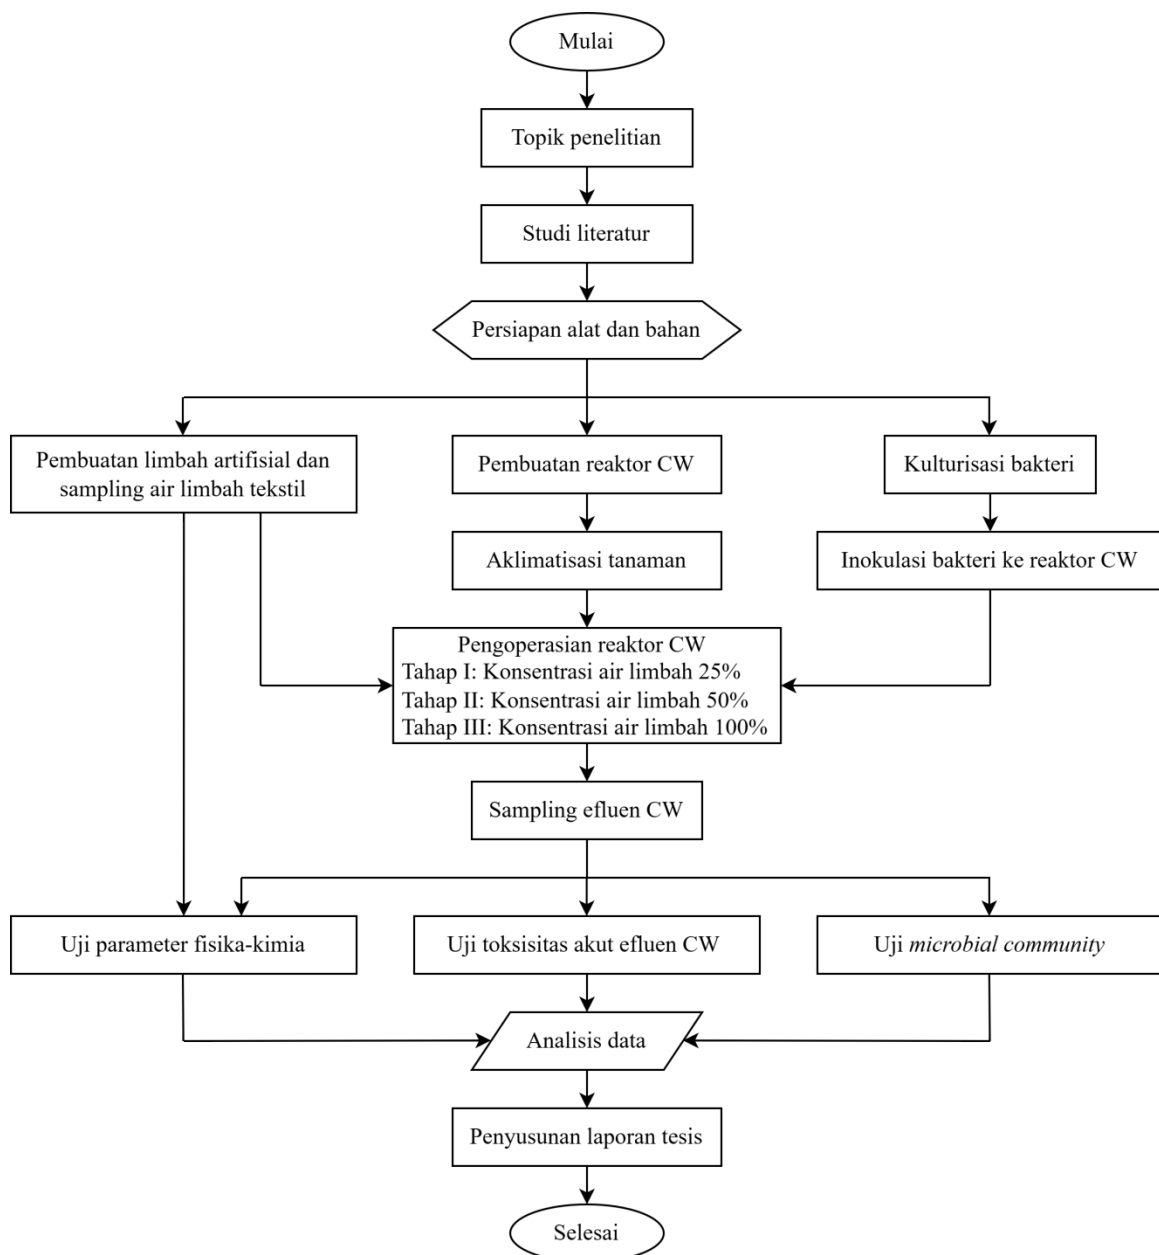 Mulai
Topik penelitian
Studi literatur
Persiapan alat dan bahan
Pembuatan limbah artifisial dan
sampling air limbah tekstil
Pembuatan reaktor CW
Kulturisasi bakteri
Aklimatisasi tanaman
Inokulasi bakteri ke reaktor CW
Pengoperasian reaktor CW
Tahap I: Konsentrasi air limbah 25%
Tahap II: Konsentrasi air limbah 50%
Tahap III: Konsentrasi air limbah 100%
Sampling efluen CW
Uji parameter fisika-kimia
Uji toksisitas akut efluen CW
Uji microbial community
Analisis data
Penyusunan laporan tesis
Selesai